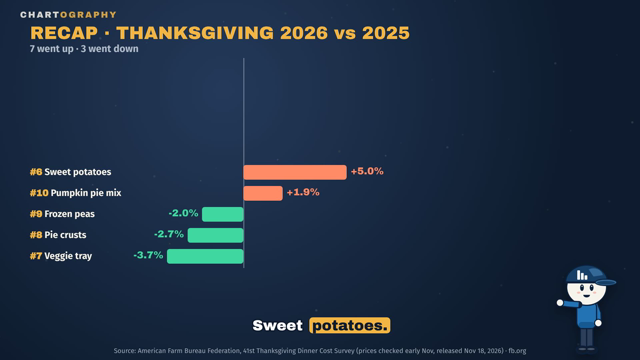 CHARTOGRAPHY
RECAP · THANKSGIVING 2026 vs 2025
7 went up · 3 went down
#6 Sweet potatoes +5.0%
#10 Pumpkin pie mix +1.9%
#9 Frozen peas -2.0%
#8 Pie crusts -2.7%
#7 Veggie tray -3.7%
Sweet potatoes.
Source: American Farm Bureau Federation, 41st Thanksgiving Dinner Cost Survey (prices checked early Nov, released Nov 18, 2026) · fb.org